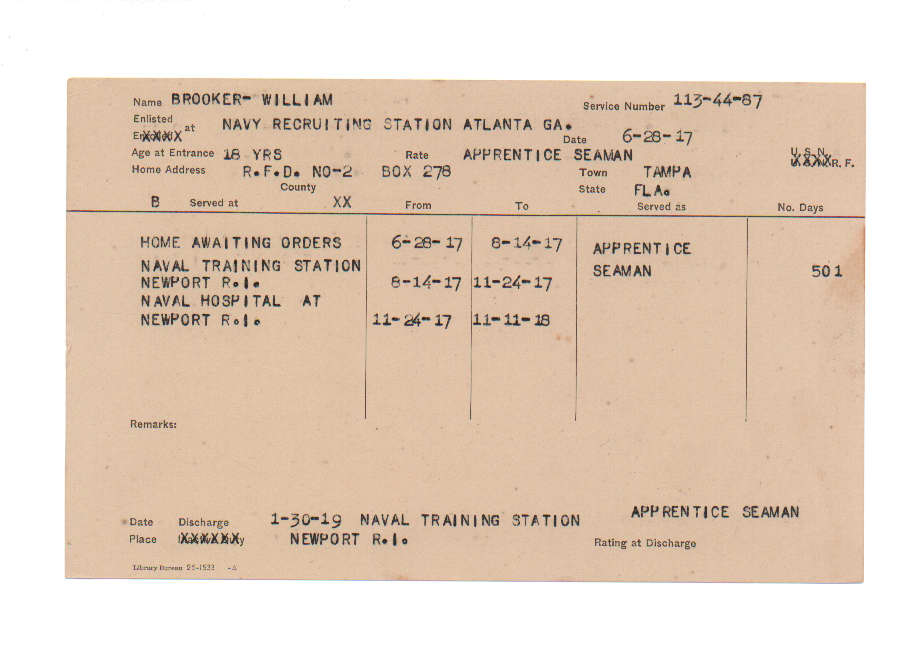 Name BROOKER- WILLIAM Service Number 113-44-87
Enlisted at NAVY RECRUITING STATION ATLANTA GA. Date 6-28-17
Age at Entrance 18 YRS Rate APPRENTICE SEAMAN U.S.N. R.F.
Home Address R.F.D. NO-2 BOX 278 Town TAMPA
County State FLA.
B Served at XX From To Served as No. Days
HOME AWAITING ORDERS 6-28-17 8-14-17 APPRENTICE
NAVAL TRAINING STATION SEAMAN 501
NEWPORT R.I. 8-14-17 11-24-17
NAVAL HOSPITAL AT
NEWPORT R.I. 11-24-17 11-11-18
Remarks:
Date Discharge 1-30-19 NAVAL TRAINING STATION APPRENTICE SEAMAN
Place XXXXXX NEWPORT R.I. Rating at Discharge
Library Bureau 25-1533 -A